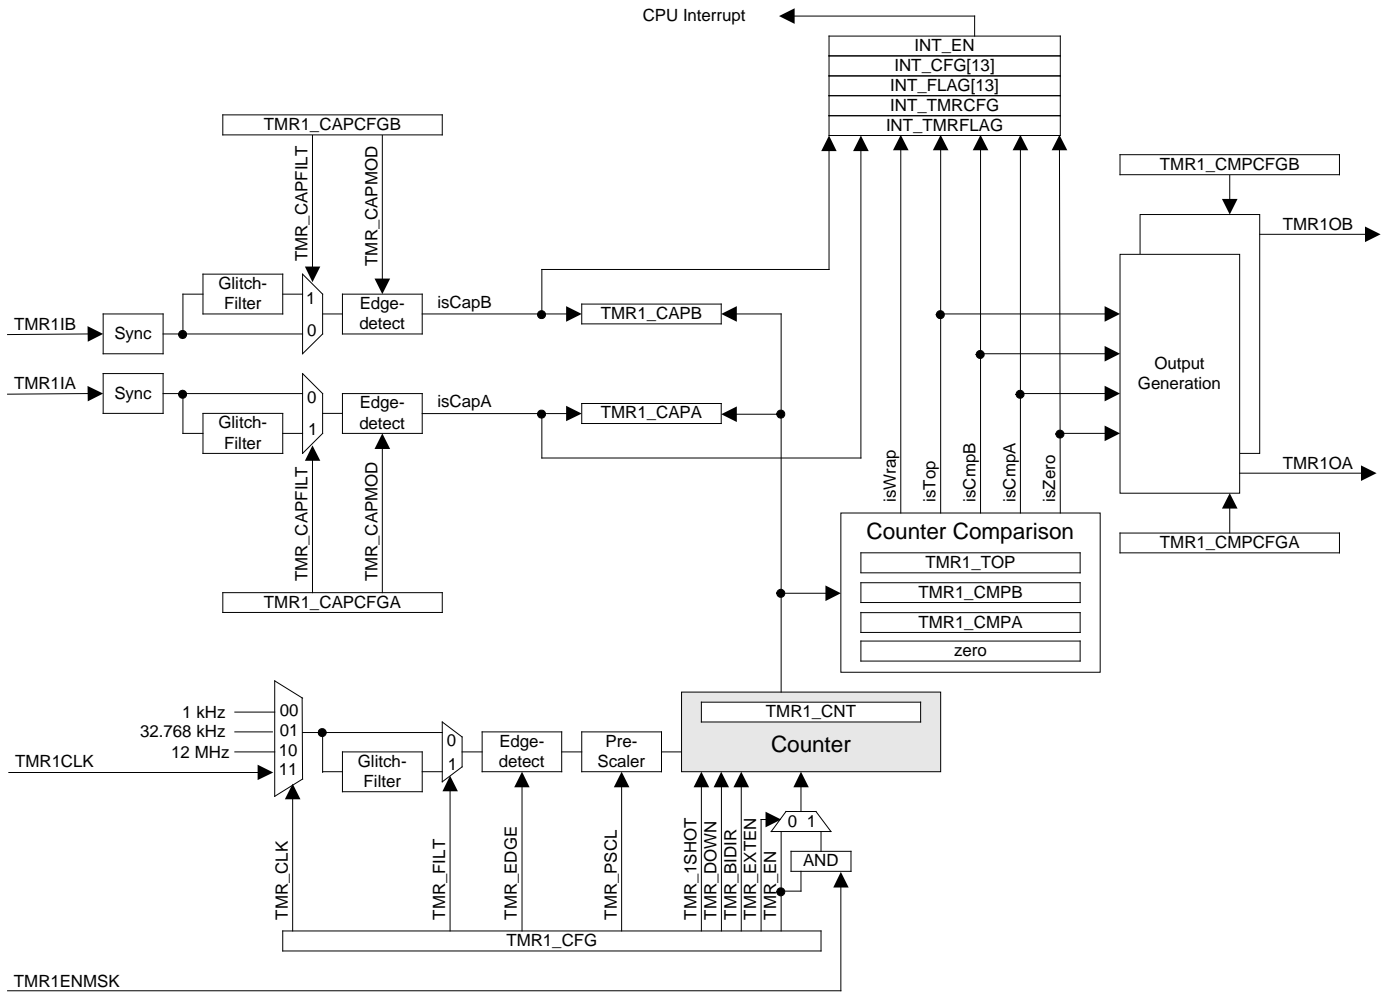 CPU Interrupt
INT_EN
INT_CFG[13]
INT_FLAG[13]
INT_TMRCFG
INT_TMRFLAG
TMR1_CAPCFGB
TMR_CAPFILT
TMR_CAPMOD
TMR1_CMPCFGB
TMR1OB
Glitch-
Filter
1
0
Edge-
detect
isCapB
TMR1_CAPB
TMR1IB
Sync
TMR1IA
Sync
0
1
Glitch-
Filter
Edge-
detect
isCapA
TMR1_CAPA
Output
Generation
TMR1OA
TMR_CAPFILT
TMR_CAPMOD
isWrap
isTop
isCmpB
isCmpA
isZero
TMR1_CMPCFGA
TMR1_CAPCFGA
Counter Comparison
TMR1_TOP
TMR1_CMPB
TMR1_CMPA
zero
1 kHz
32.768 kHz
12 MHz
TMR1CLK
00
01
10
11
Glitch-
Filter
0
1
Edge-
detect
Pre-
Scaler
TMR1_CNT
Counter
TMR_CLK
TMR_FILT
TMR_EDGE
TMR_PSCL
TMR_1SHOT
TMR_DOWN
TMR_BIDIR
TMR_EXTEN
TMR_EN
0 1
AND
TMR1_CFG
TMR1ENMSK